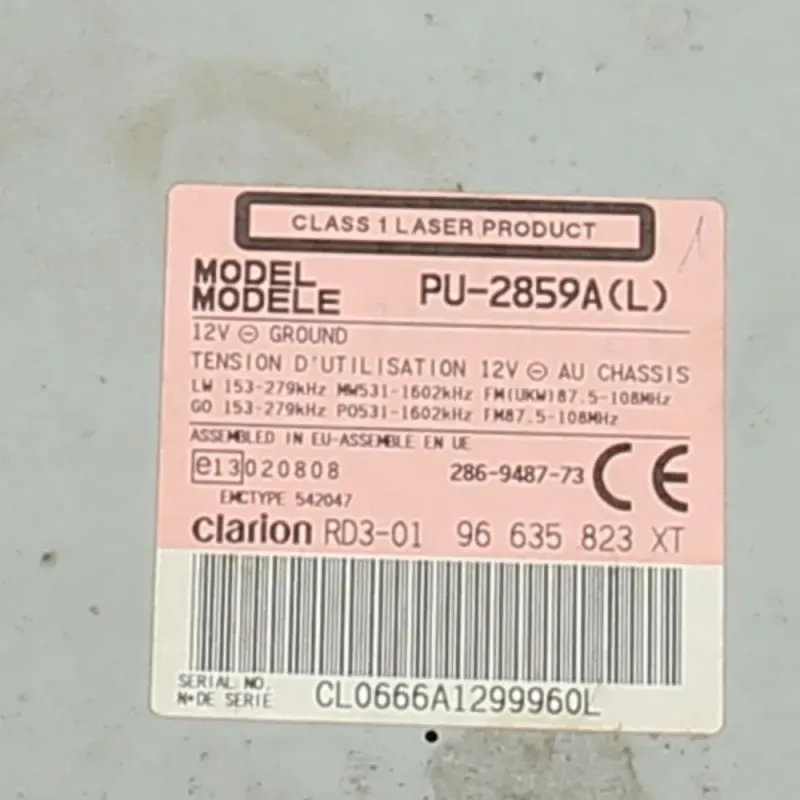 CLASS 1 LASER PRODUCT
MODEL
MODELE PU-2859A(L)
12V ⊖ GROUND
TENSION D'UTILISATION 12V ⊖ AU CHASSIS
LW 153-279kHz MW531-1602kHz FM(UKW)87.5-108MHz
GO 153-279kHz PO531-1602kHz FM87.5-108MHz
ASSEMBLED IN EU-ASSEMBLE EN UE
e13 020808 286-9487-73 CE
EMCTYPE 542047
clarion RD3-01 96 635 823 XT
SERIAL NO.
N•DE SERIE CL0666A1299960L